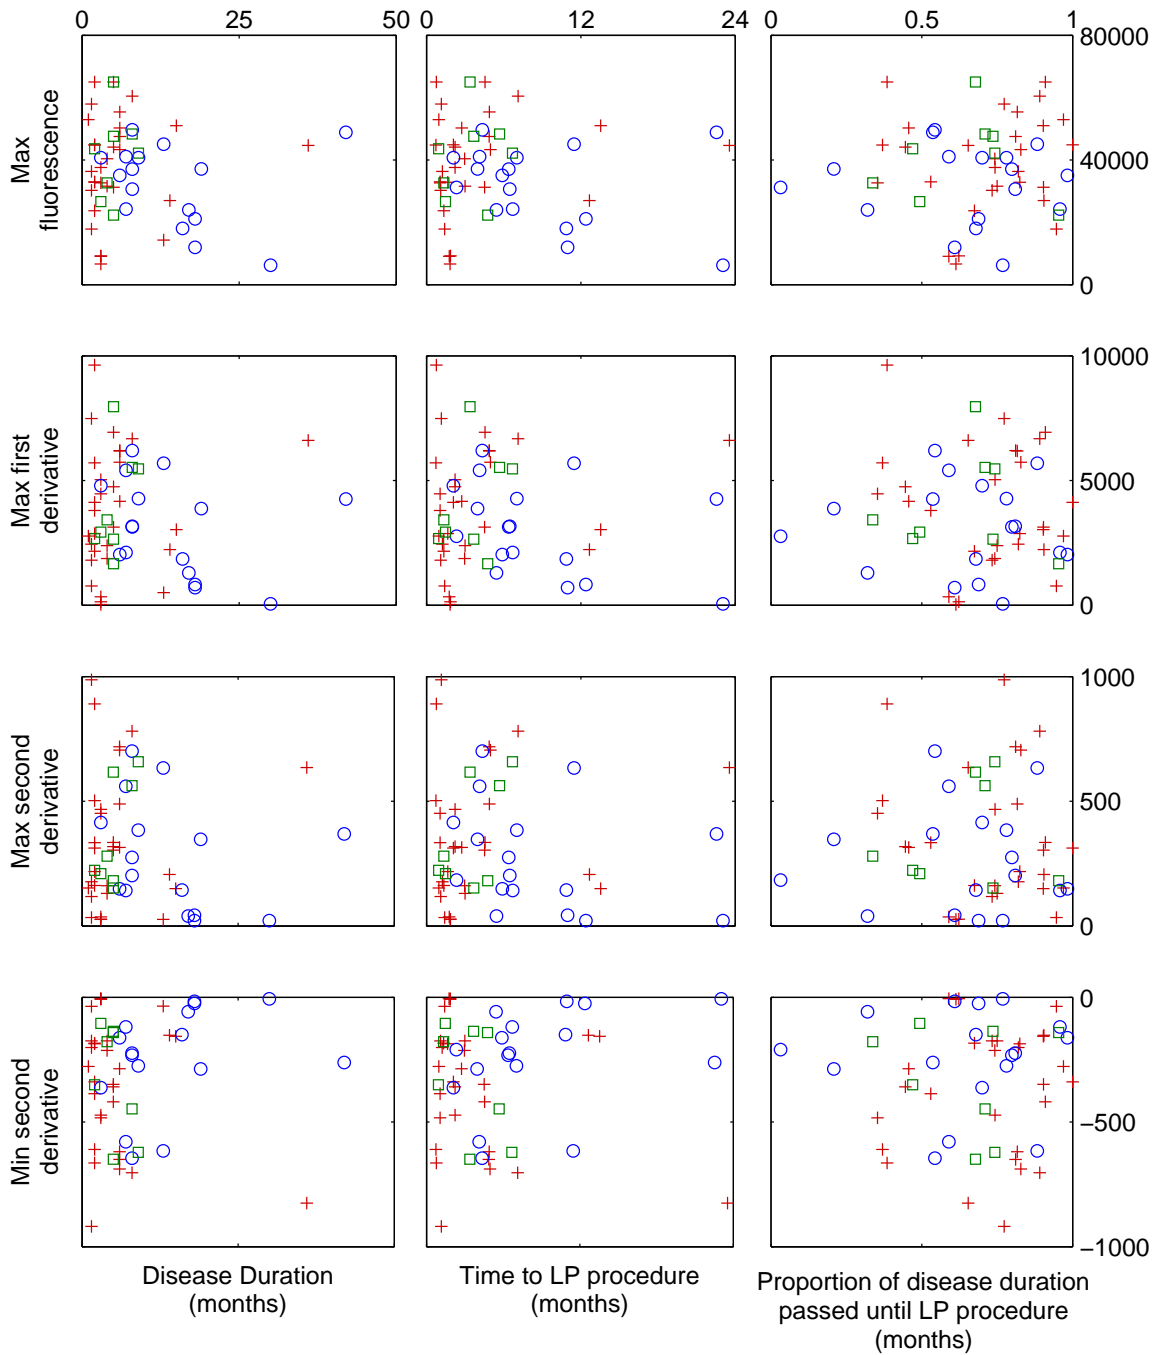 0 25 50 0 12 24 0 0.5 1
Max
fluorescence
80000
40000
0
Max first
derivative
10000
5000
0
Max second
derivative
1000
500
0
Min second
derivative
0
−500
−1000
Disease Duration
(months)
Time to LP procedure
(months)
Proportion of disease duration
passed until LP procedure
(months)